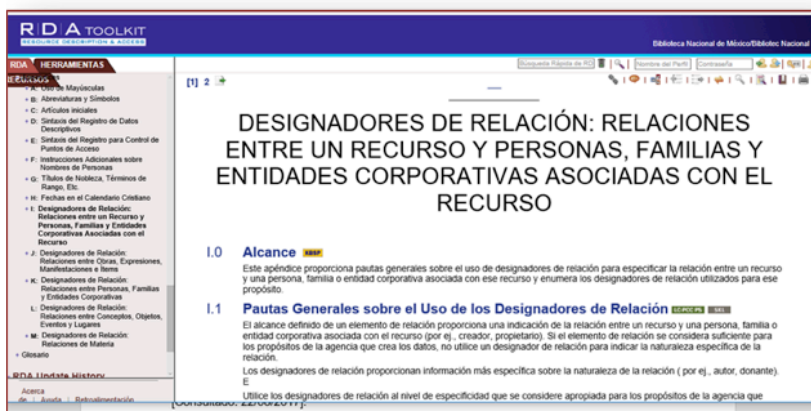 RDA TOOLKIT
RESOURCE DESCRIPTION & ACCESS
Biblioteca Nacional de México/Bibliotec Nacional
RDA HERRAMIENTAS
RECURSOS
Búsqueda Rápida de RD
Nombre del Perfil
Contraseña
[1] 2
A: Uso de Mayúsculas
B: Abreviaturas y Símbolos
C: Artículos iniciales
D: Sintaxis del Registro de Datos
Descriptivos
E: Sintaxis del Registro para Control de
Puntos de Acceso
F: Instrucciones Adicionales sobre
Nombres de Personas
G: Títulos de Nobleza, Términos de
Rango, Etc.
H: Fechas en el Calendario Cristiano
I: Designadores de Relación:
Relaciones entre un Recurso y
Personas, Familias y Entidades
Corporativas Asociadas con el
Recurso
J: Designadores de Relación:
Relaciones entre Obras, Expresiones,
Manifestaciones e Ítems
K: Designadores de Relación:
Relaciones entre Personas, Familias
y Entidades Corporativas
L: Designadores de Relación:
Relaciones entre Conceptos, Objetos,
Eventos y Lugares
M: Designadores de Relación:
Relaciones de Materia
Glosario
RDA Update History
Acerca
de | Ayuda | Retroalimentación
DESIGNADORES DE RELACIÓN: RELACIONES
ENTRE UN RECURSO Y PERSONAS, FAMILIAS Y
ENTIDADES CORPORATIVAS ASOCIADAS CON EL
RECURSO
I.0 Alcance
Este apéndice proporciona pautas generales sobre el uso de designadores de relación para especificar la relación entre un recurso
y una persona, familia o entidad corporativa asociada con ese recurso y enumera los designadores de relación utilizados para ese
propósito.
I.1 Pautas Generales sobre el Uso de los Designadores de Relación LC-PCC PS
El alcance definido de un elemento de relación proporciona una indicación de la relación entre un recurso y una persona, familia o
entidad corporativa asociada con el recurso (por ej., creador, propietario). Si el elemento de relación se considera suficiente para
los propósitos de la agencia que crea los datos, no utilice un designador de relación para indicar la naturaleza específica de la
relación.
Los designadores de relación proporcionan información más específica sobre la naturaleza de la relación ( por ej., autor, donante).
E
Utilice los designadores de relación al nivel de especificidad que se considere apropiada para los propósitos de la agencia que
[Consultado: 22/08/2017].